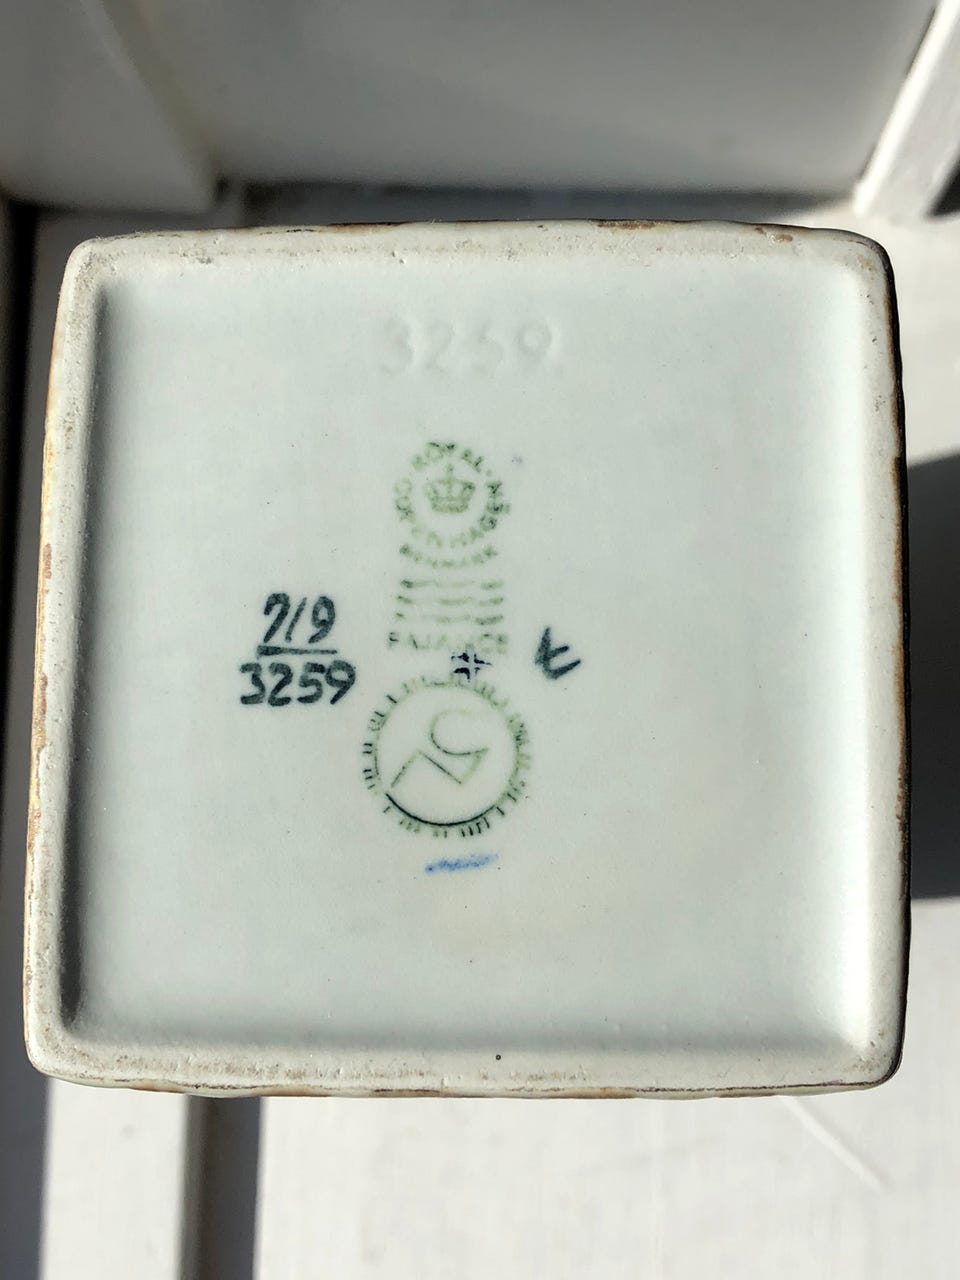 3259
ROYAL
COPENHAGEN
DENMARK
FAJANCE
719
3259